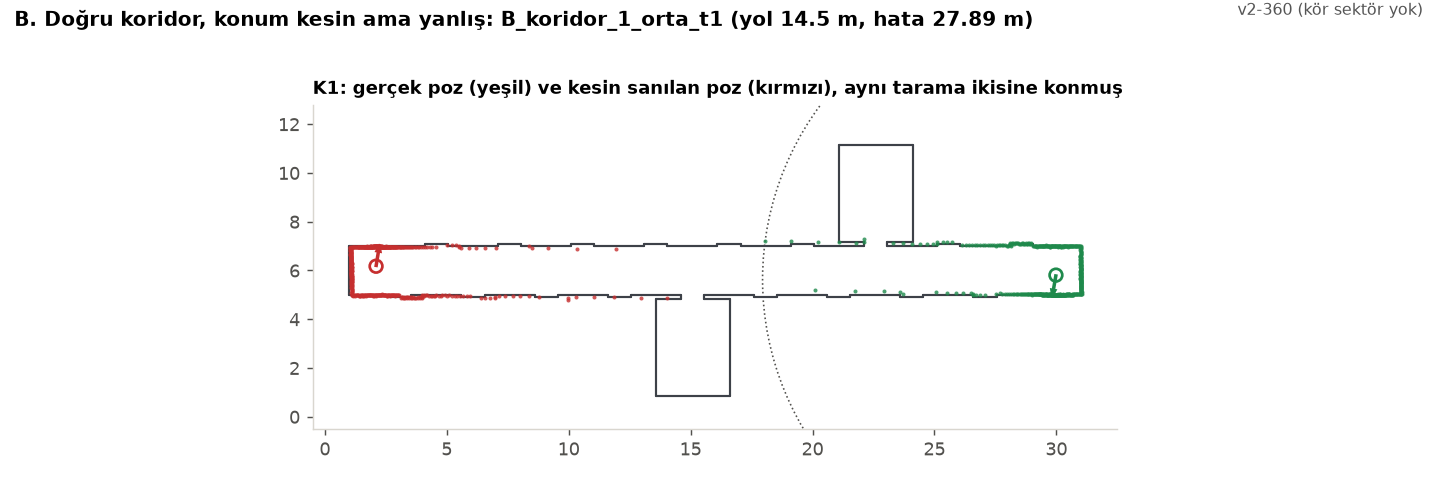 B. Doğru koridor, konum kesin ama yanlış: B_koridor_1_orta_t1 (yol 14.5 m, hata 27.89 m)
v2-360 (kör sektör yok)
K1: gerçek poz (yeşil) ve kesin sanılan poz (kırmızı), aynı tarama ikisine konmuş
12
10
8
6
4
2
0
0 5 10 15 20 25 30